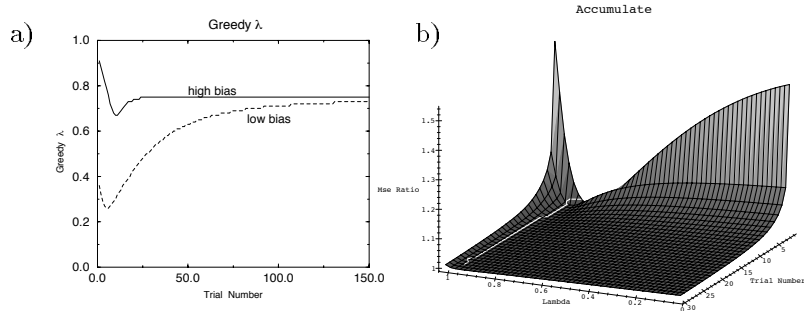 a)
Greedy λ
1.0
0.8
0.6
0.4
0.2
0.0
Greedy λ
high bias
low bias
0.0 50.0 100.0 150.0
Trial Number
b)
Accumulate
1.5
1.4
1.3
1.2
1.1
1
Mse Ratio
1 0.8 0.6 0.4 0.2 0
Lambda
5
10
15
20
25
30
Trial Number